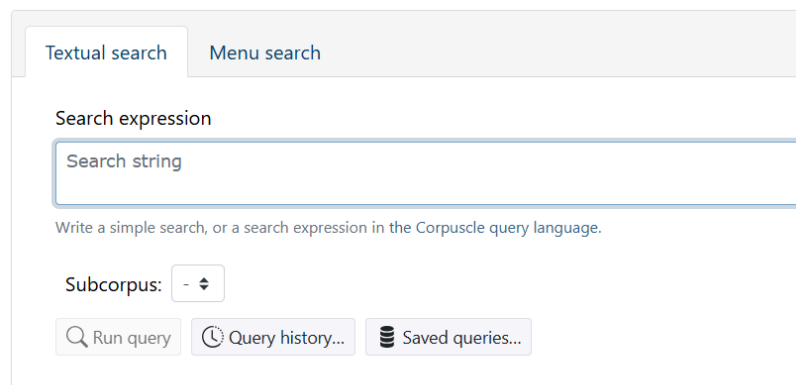 Textual search Menu search
Search expression
Search string
Write a simple search, or a search expression in the Corpuscle query language.
Subcorpus: -
Run query Query history... Saved queries...